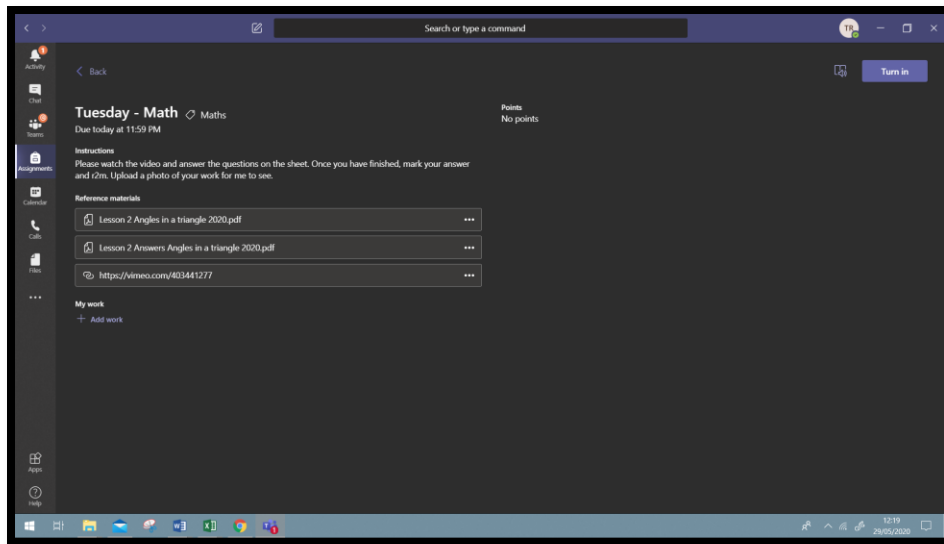 Search or type a command
TR
Activity
Chat
Teams
Assignments
Calendar
Calls
Files
Apps
Help
Back
Turn in
Tuesday - Math Maths
Due today at 11:59 PM
Points
No points
Instructions
Please watch the video and answer the questions on the sheet. Once you have finished, mark your answer
and r2m. Upload a photo of your work for me to see.
Reference materials
Lesson 2 Angles in a triangle 2020.pdf
Lesson 2 Answers Angles in a triangle 2020.pdf
https://vimeo.com/403441277
My work
+ Add work
12:19
29/05/2020